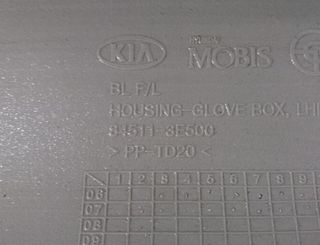 KIA MOBIS
BL F/L
HOUSING-GLOVE BOX, LH
84511-3E500
> PP-TD20 <
1 2 3 4 5 6 7 8 9
06
07
08
09